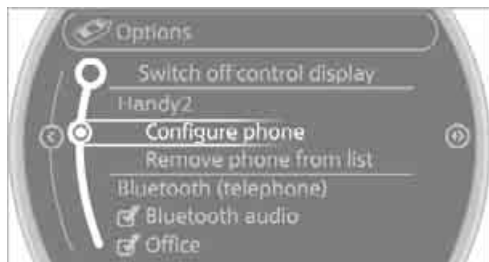 Options
Switch off control display
Handy2
Configure phone
Remove phone from list
Bluetooth (telephone)
Bluetooth audio
Office